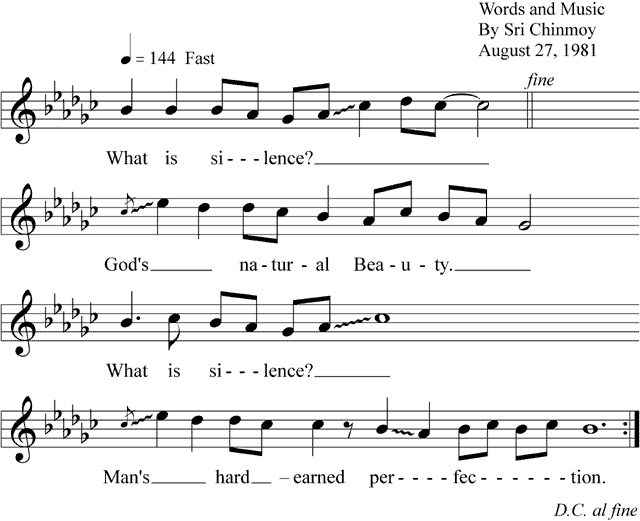 Words and Music
By Sri Chinmoy
August 27, 1981
♩ = 144 Fast
fine
What is si---lence?
God's na-tur-al Bea-u-ty.
What is si---lence?
Man's hard – earned per----fec-------tion.
D.C. al fine